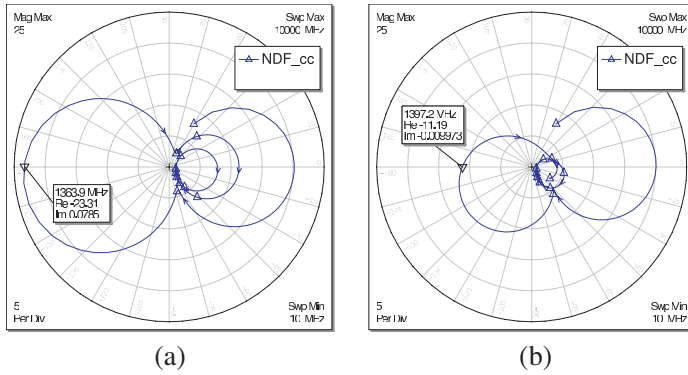 Mag Max
25
Swp Max
10000 MHz
NDF_cc
1363.9 MHz
Re -23.31
Im 0.0785
5
Per Div
Swp Min
10 MHz
(a)
Mag Max
25
Swp Max
10000 MHz
NDF_cc
1397.2 MHz
Re -11.19
Im -0.009973
5
Per Div
Swp Min
10 MHz
(b)